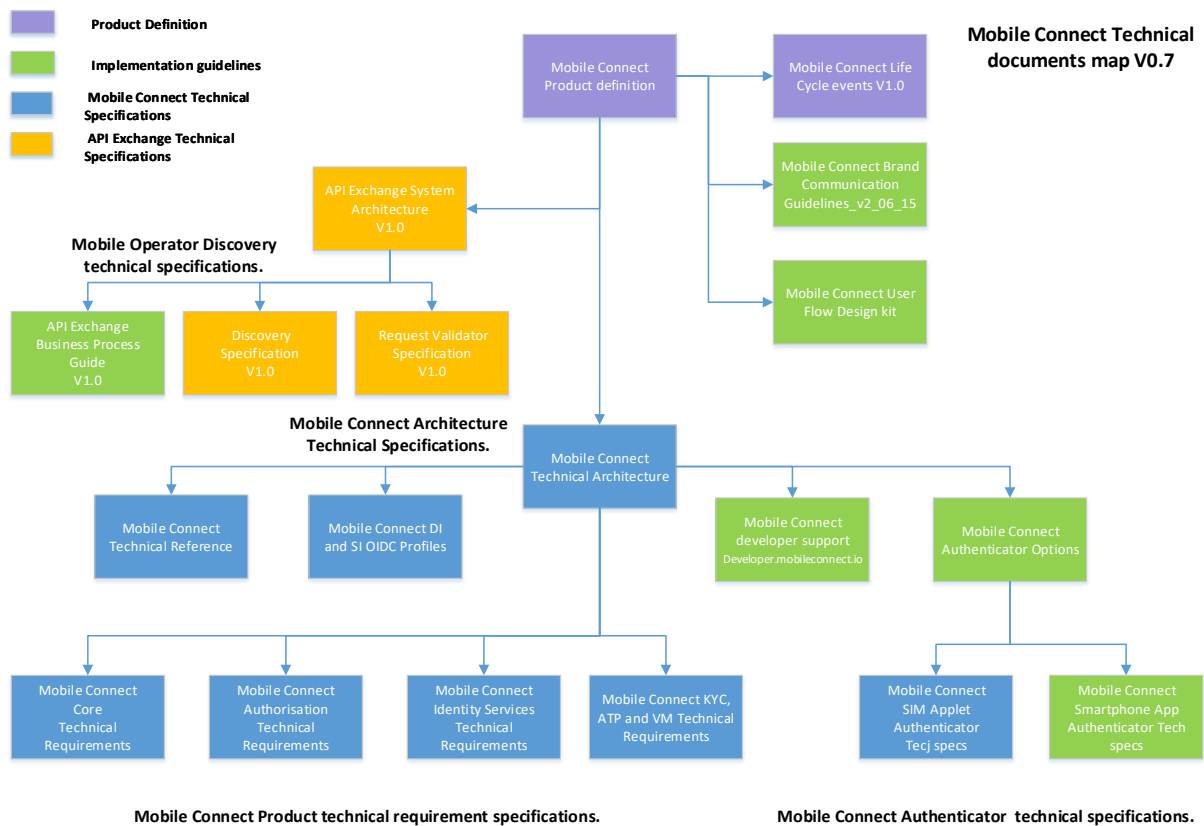 Product Definition
Implementation guidelines
Mobile Connect Technical
Specifications
API Exchange Technical
Specifications
Mobile Connect Technical
documents map V0.7
Mobile Connect
Product definition
Mobile Connect Life
Cycle events V1.0
Mobile Connect Brand
Communication
Guidelines_v2_06_15
Mobile Connect User
Flow Design kit
API Exchange System
Architecture
V1.0
Mobile Operator Discovery
technical specifications.
API Exchange
Business Process
Guide
V1.0
Discovery
Specification
V1.0
Request Validator
Specification
V1.0
Mobile Connect Architecture
Technical Specifications.
Mobile Connect
Technical Architecture
Mobile Connect
Technical Reference
Mobile Connect DI
and SI OIDC Profiles
Mobile Connect
developer support
Developer.mobileconnect.io
Mobile Connect
Authenticator Options
Mobile Connect
Core
Technical
Requirements
Mobile Connect
Authorisation
Technical
Requirements
Mobile Connect
Identity Services
Technical
Requirements
Mobile Connect KYC,
ATP and VM Technical
Requirements
Mobile Connect
SIM Applet
Authenticator
Tecj specs
Mobile Connect
Smartphone App
Authenticator Tech
specs
Mobile Connect Product technical requirement specifications.
Mobile Connect Authenticator technical specifications.